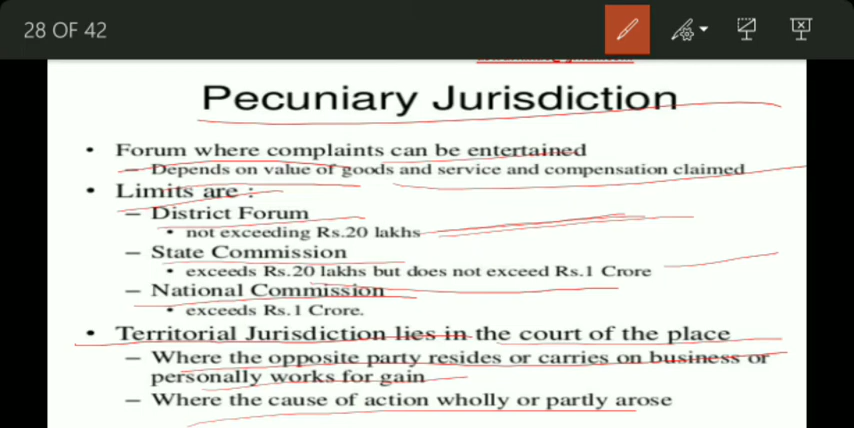 28 OF 42
Pecuniary Jurisdiction
• Forum where complaints can be entertained
– Depends on value of goods and service and compensation claimed
• Limits are :
– District Forum
• not exceeding Rs.20 lakhs
– State Commission
• exceeds Rs.20 lakhs but does not exceed Rs.1 Crore
– National Commission
• exceeds Rs.1 Crore.
• Territorial Jurisdiction lies in the court of the place
– Where the opposite party resides or carries on business or
personally works for gain
– Where the cause of action wholly or partly arose